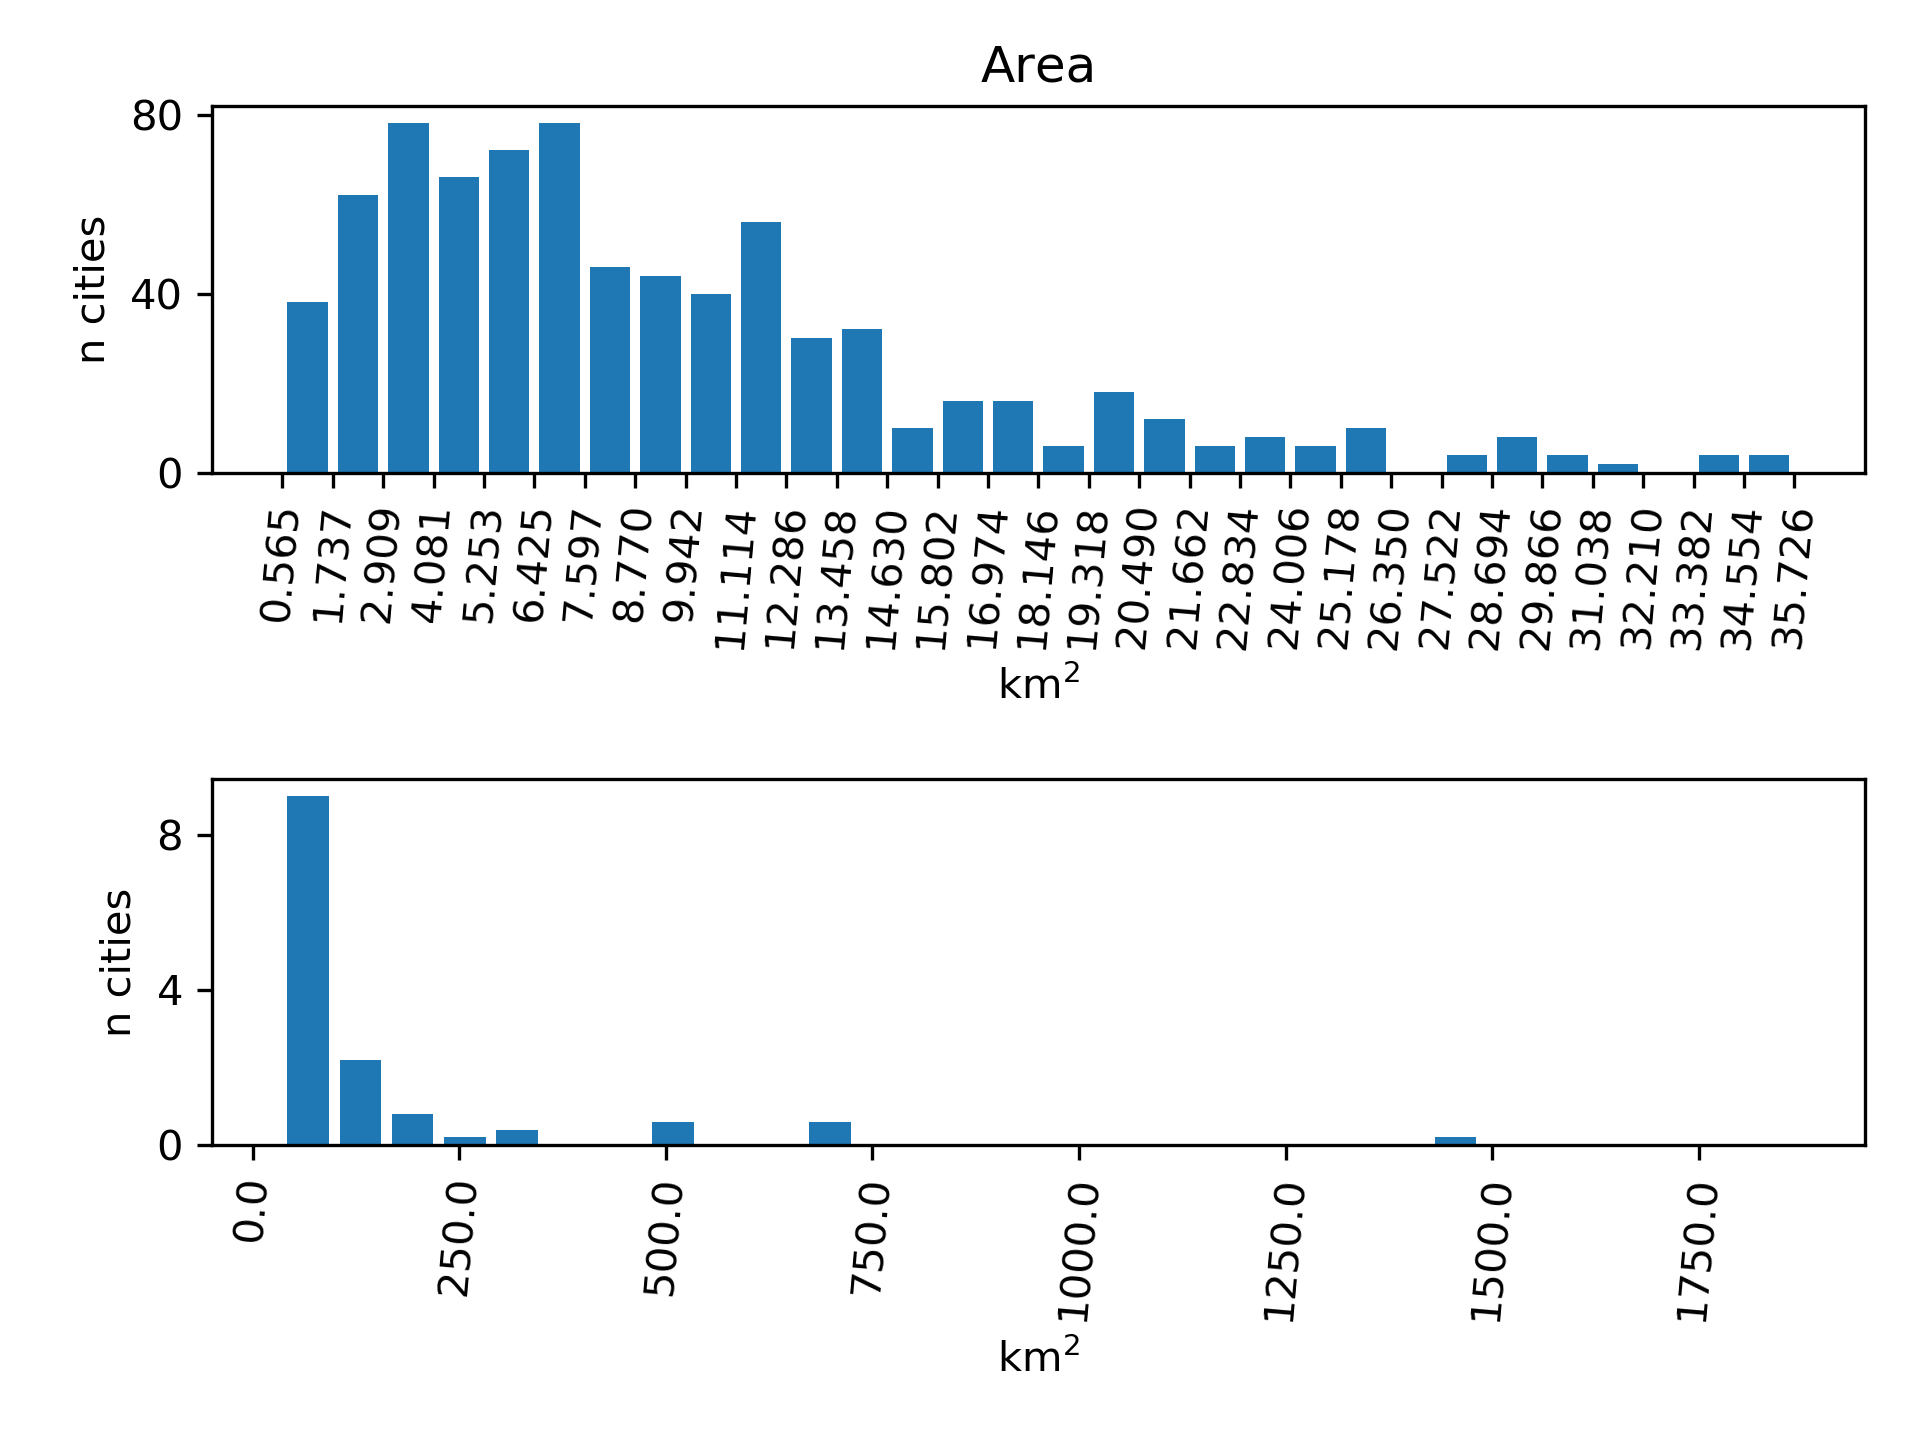 Area
80
40
0
n cities
0.565 1.737 2.909 4.081 5.253 6.425 7.597 8.770 9.942 11.114 12.286 13.458 14.630 15.802 16.974 18.146 19.318 20.490 21.662 22.834 24.006 25.178 26.350 27.522 28.694 29.866 31.038 32.210 33.382 34.554 35.726
km²
8
4
0
n cities
0.0 250.0 500.0 750.0 1000.0 1250.0 1500.0 1750.0
km²